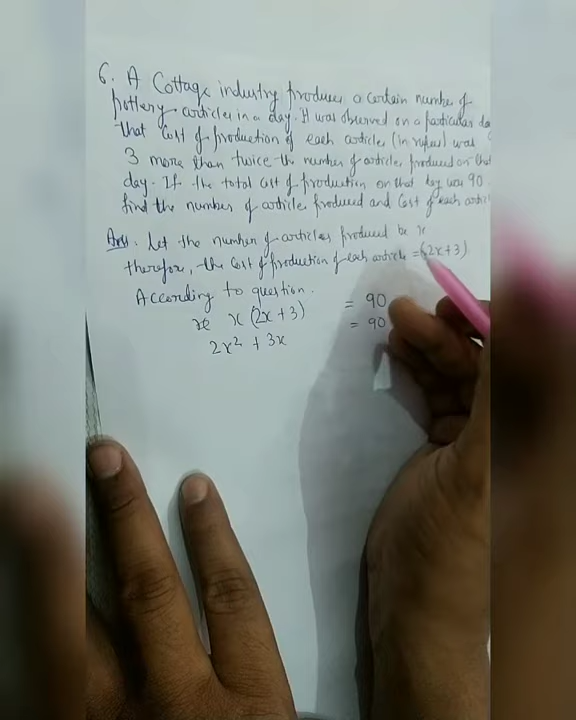 6. A Cottage industry produces a certain number of
pottery articles in a day. It was observed on a particular da
that cost of production of each article (in rupees) was
3 more than twice the number of articles produced on that
day. If the total cost of production on that day was 90.
find the number of article produced and cost of each articl
Ans: Let the number of articles produced be x
therefore, the cost of production of each article = (2x+3)
According to question.
x (2x+3) = 90
2x² + 3x = 90